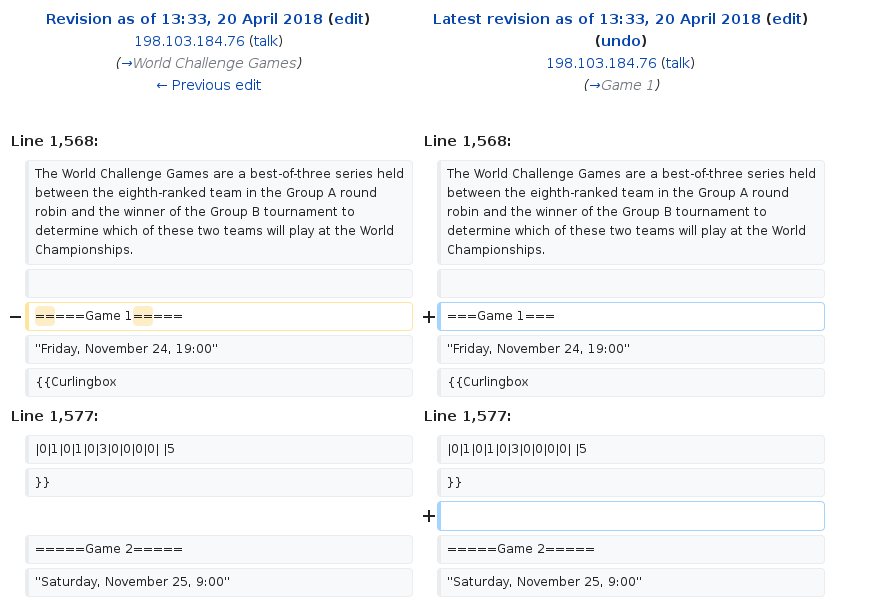 Revision as of 13:33, 20 April 2018 (edit)
198.103.184.76 (talk)
(→World Challenge Games)
← Previous edit
Latest revision as of 13:33, 20 April 2018 (edit)
(undo)
198.103.184.76 (talk)
(→Game 1)
Line 1,568:
Line 1,568:
The World Challenge Games are a best-of-three series held
between the eighth-ranked team in the Group A round
robin and the winner of the Group B tournament to
determine which of these two teams will play at the World
Championships.
The World Challenge Games are a best-of-three series held
between the eighth-ranked team in the Group A round
robin and the winner of the Group B tournament to
determine which of these two teams will play at the World
Championships.
− =====Game 1=====
+ ===Game 1===
''Friday, November 24, 19:00''
''Friday, November 24, 19:00''
{{Curlingbox
{{Curlingbox
Line 1,577:
Line 1,577:
|0|1|0|1|0|3|0|0|0|0| |5
|0|1|0|1|0|3|0|0|0|0| |5
}}
}}
+
=====Game 2=====
=====Game 2=====
''Saturday, November 25, 9:00''
''Saturday, November 25, 9:00''